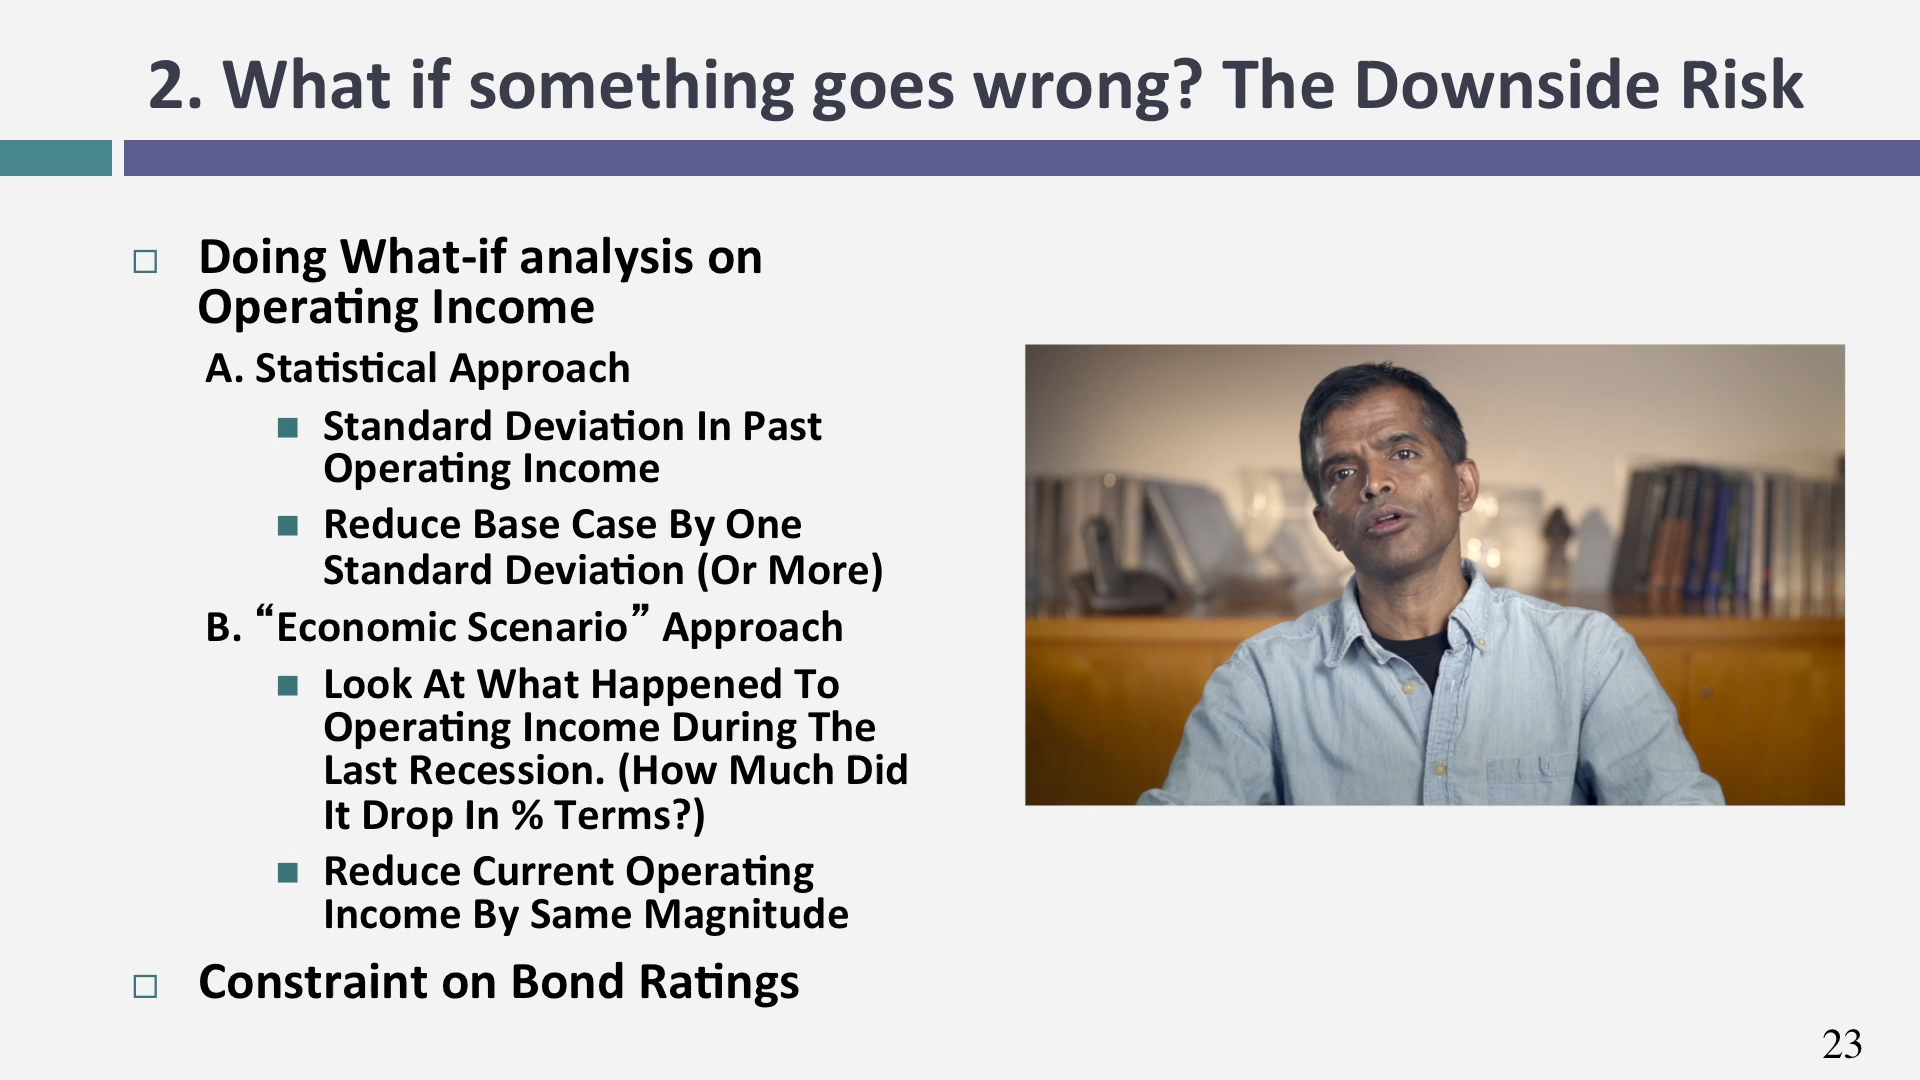 2. What if something goes wrong? The Downside Risk
Doing What-if analysis on
Operating Income
A. Statistical Approach
Standard Deviation In Past
Operating Income
Reduce Base Case By One
Standard Deviation (Or More)
B. “Economic Scenario” Approach
Look At What Happened To
Operating Income During The
Last Recession. (How Much Did
It Drop In % Terms?)
Reduce Current Operating
Income By Same Magnitude
Constraint on Bond Ratings
23